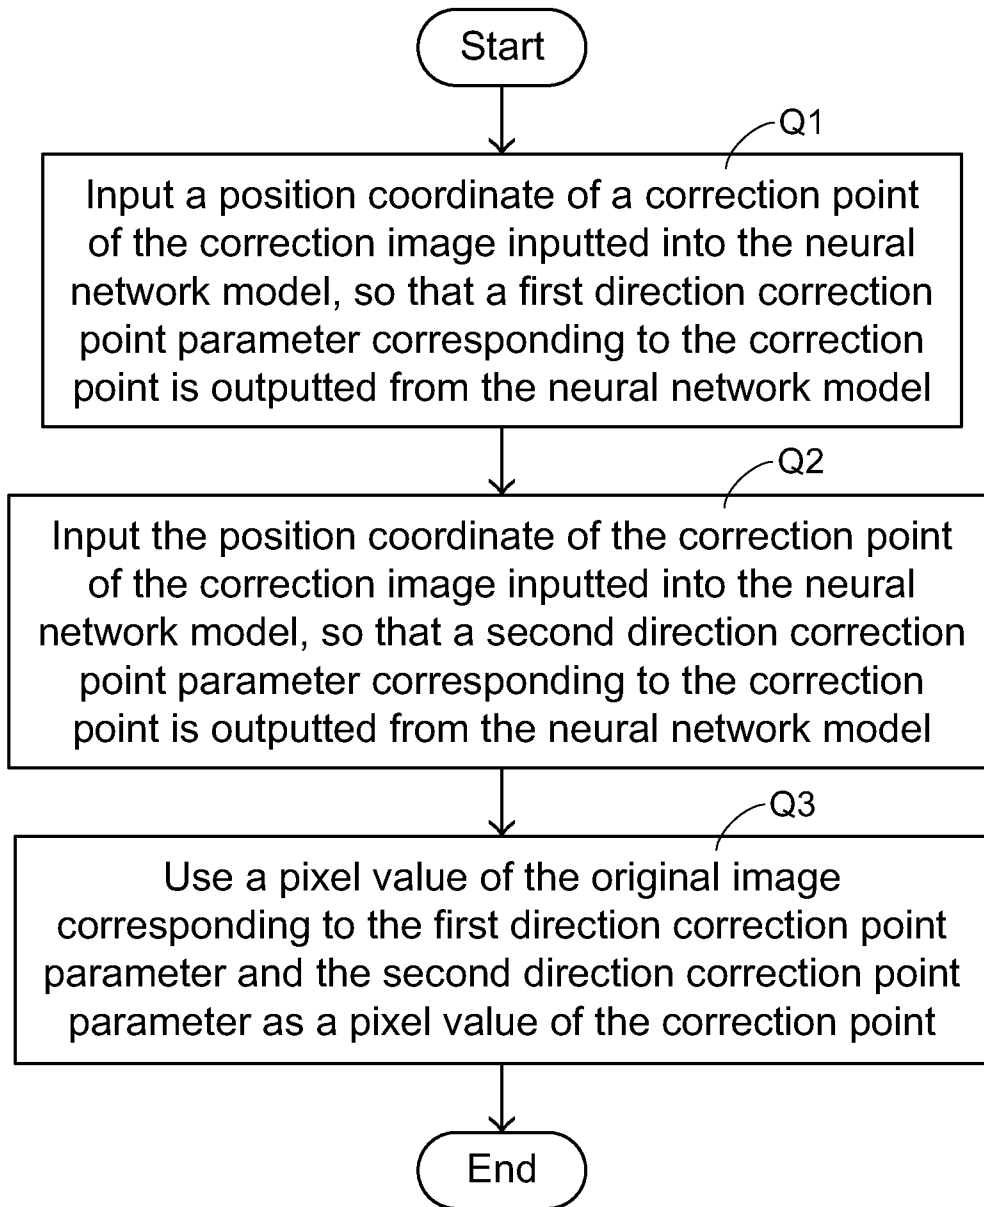 Start
Q1
Input a position coordinate of a correction point
of the correction image inputted into the neural
network model, so that a first direction correction
point parameter corresponding to the correction
point is outputted from the neural network model
Q2
Input the position coordinate of the correction point
of the correction image inputted into the neural
network model, so that a second direction correction
point parameter corresponding to the correction
point is outputted from the neural network model
Q3
Use a pixel value of the original image
corresponding to the first direction correction point
parameter and the second direction correction point
parameter as a pixel value of the correction point
End